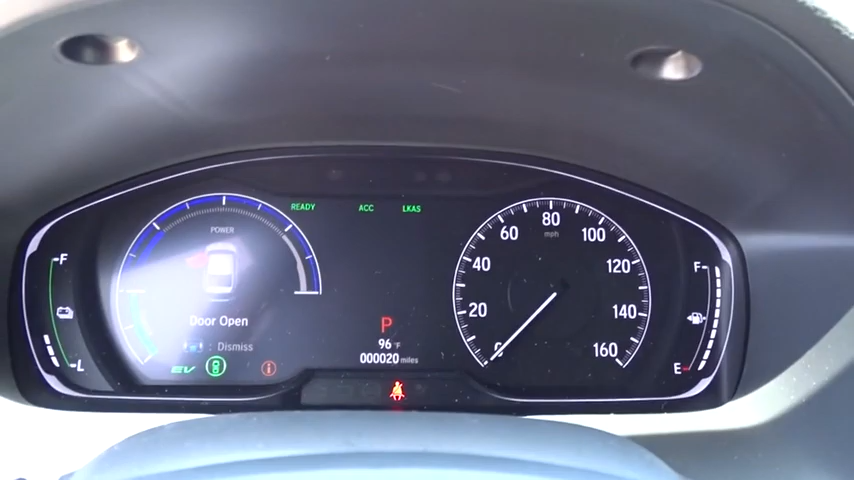 READY ACC LKAS
POWER
Door Open
: Dismiss
EV
F
L
P
96 °F
000020 miles
0
20
40
60
80
100
120
140
160
mph
F
E